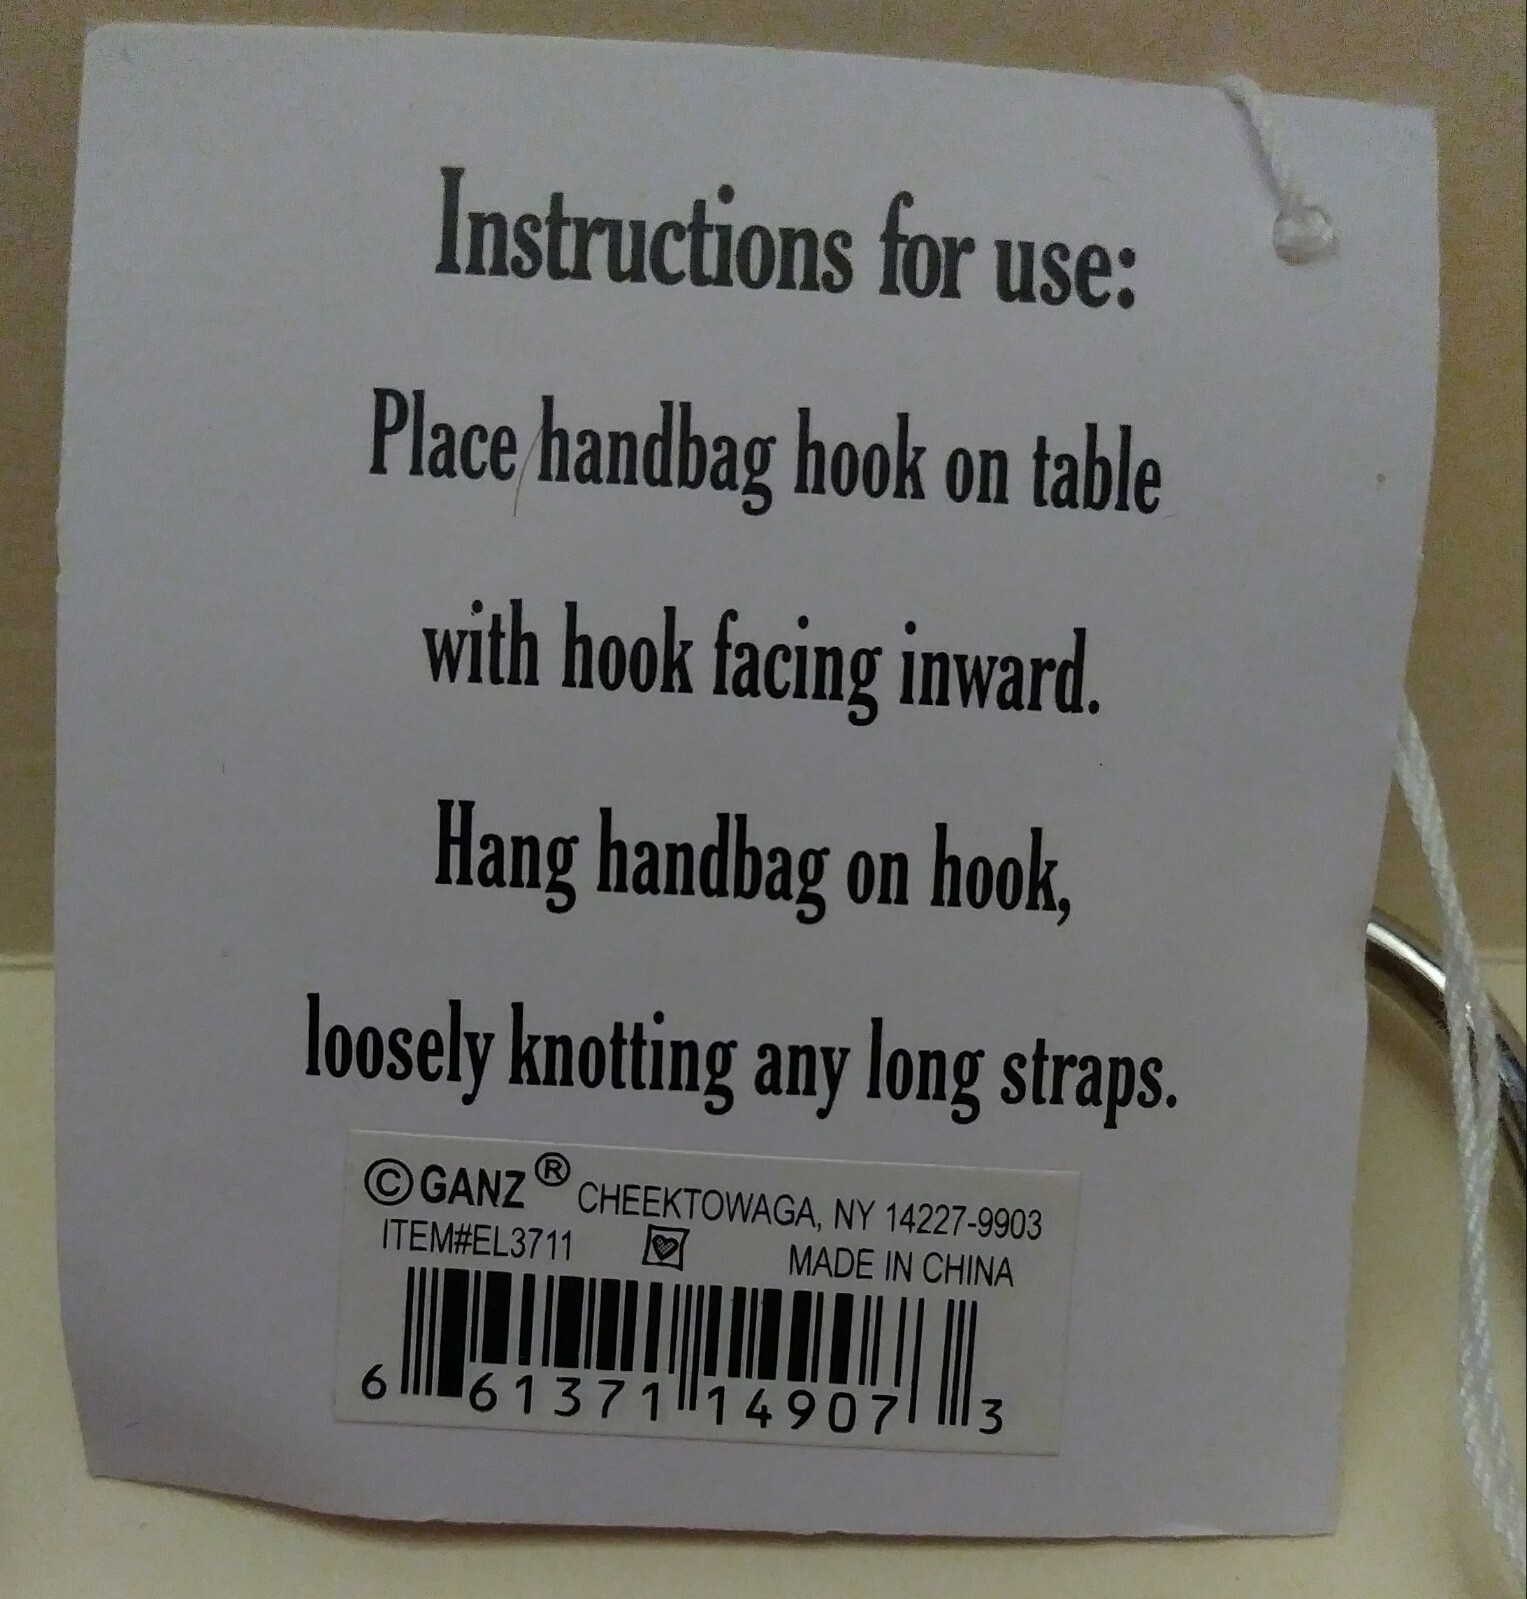 Instructions for use:
Place handbag hook on table
with hook facing inward.
Hang handbag on hook,
loosely knotting any long straps.
©GANZ® CHEEKTOWAGA, NY 14227-9903
ITEM#EL3711 MADE IN CHINA
6 61371 14907 3